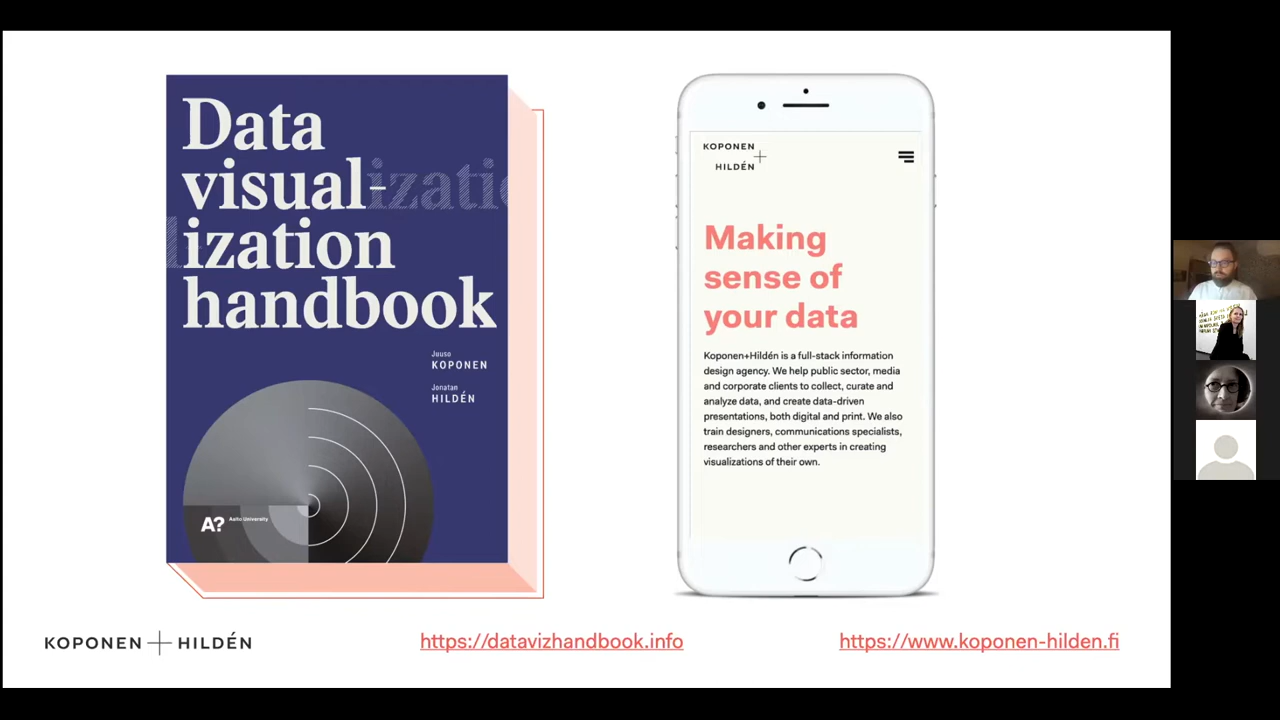 Data
visual-
ization
handbook
Juuso
KOPONEN
Jonatan
HILDÉN
A?
Aalto University
KOPONEN
HILDÉN
Making
sense of
your data
Koponen+Hildén is a full-stack information
design agency. We help public sector, media
and corporate clients to collect, curate and
analyze data, and create data-driven
presentations, both digital and print. We also
train designers, communications specialists,
researchers and other experts in creating
visualizations of their own.
KOPONEN+HILDÉN
https://datavizhandbook.info
https://www.koponen-hilden.fi